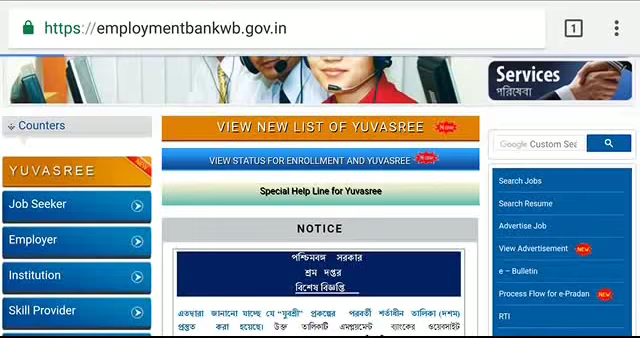 https://employmentbankwb.gov.in
1
Services
পরিষেবা
Counters
YUVASREE
Job Seeker
Employer
Institution
Skill Provider
VIEW NEW LIST OF YUVASREE
VIEW STATUS FOR ENROLLMENT AND YUVASREE
Special Help Line for Yuvasree
NOTICE
পশ্চিমবঙ্গ সরকার
শ্রম দপ্তর
বিশেষ বিজ্ঞপ্তি
এতদ্বারা জানানো যাচ্ছে যে "যুবশ্রী" প্রকল্পের পরবর্তী শর্তাধীন তালিকা (দশম)
প্রস্তুত করা হয়েছে। উক্ত তালিকাটি এমপ্লয়মেন্ট ব্যাংকের ওয়েবসাইট
Google Custom Sea
Search Jobs
Search Resume
Advertise Job
View Advertisement NEW
e – Bulletin
Process Flow for e-Pradan NEW
RTI